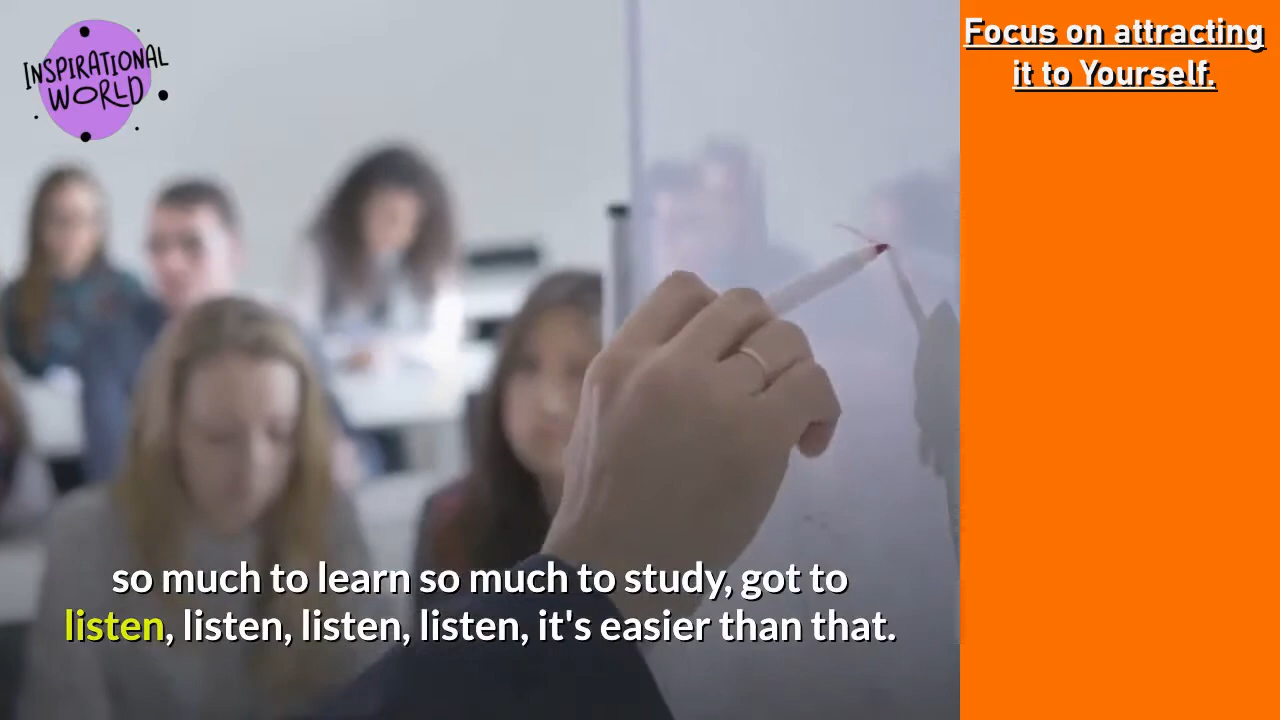 INSPIRATIONAL
WORLD
Focus on attracting
it to Yourself.
so much to learn so much to study, got to
listen, listen, listen, listen, it's easier than that.